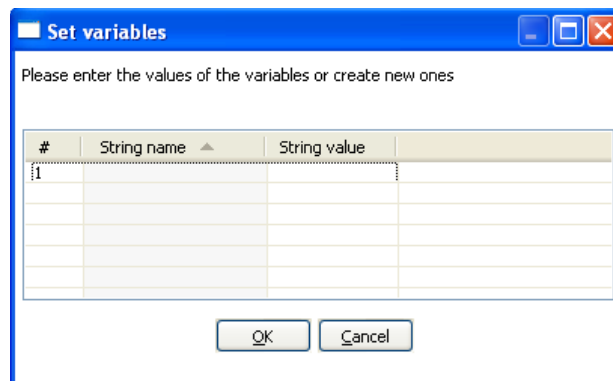 Set variables
Please enter the values of the variables or create new ones
# String name String value
1
OK Cancel